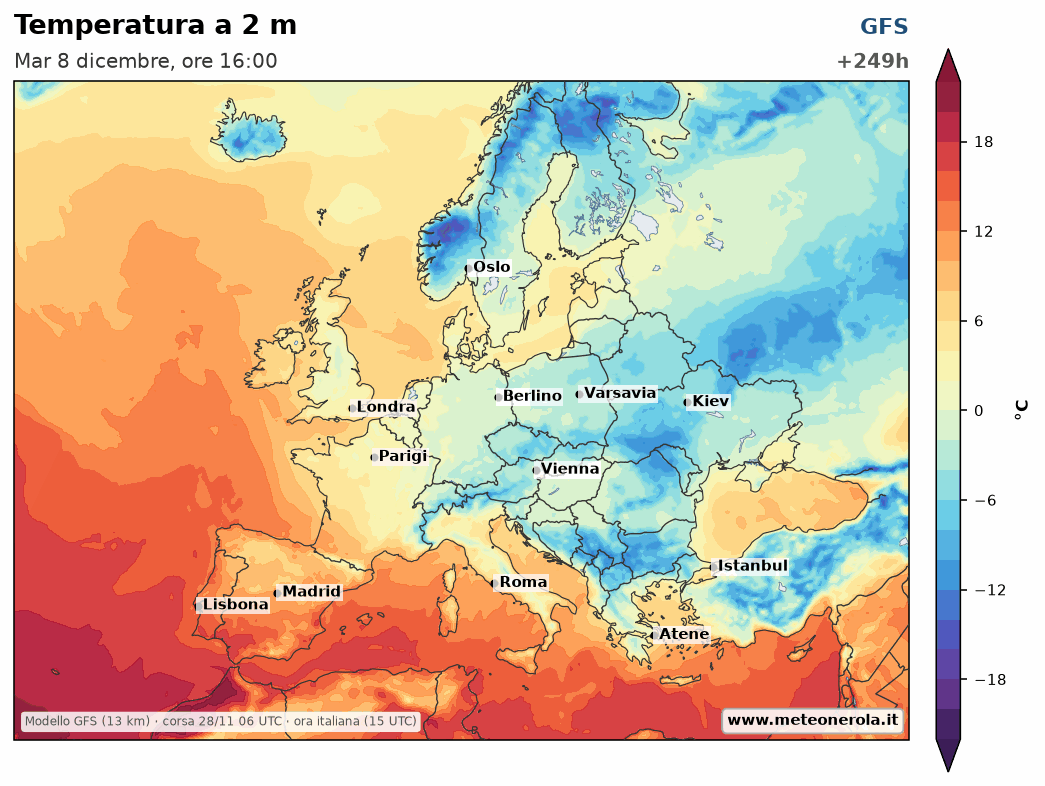 Temperatura a 2 m
GFS
Mar 8 dicembre, ore 16:00
+249h
18
12
6
0
−6
−12
−18
°C
Oslo
Londra
Berlino
Varsavia
Kiev
Parigi
Vienna
Istanbul
Roma
Madrid
Lisbona
Atene
Modello GFS (13 km) · corsa 28/11 06 UTC · ora italiana (15 UTC)
www.meteonerola.it